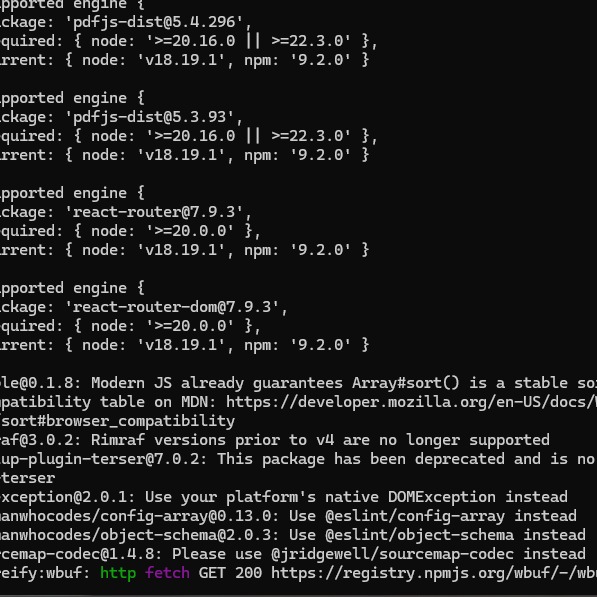 pported engine {
ckage: 'pdfjs-dist@5.4.296',
quired: { node: '>=20.16.0 || >=22.3.0' },
rrent: { node: 'v18.19.1', npm: '9.2.0' }
pported engine {
ckage: 'pdfjs-dist@5.3.93',
quired: { node: '>=20.16.0 || >=22.3.0' },
rrent: { node: 'v18.19.1', npm: '9.2.0' }
pported engine {
ckage: 'react-router@7.9.3',
quired: { node: '>=20.0.0' },
rrent: { node: 'v18.19.1', npm: '9.2.0' }
pported engine {
ckage: 'react-router-dom@7.9.3',
quired: { node: '>=20.0.0' },
rrent: { node: 'v18.19.1', npm: '9.2.0' }
le@0.1.8: Modern JS already guarantees Array#sort() is a stable so
patibility table on MDN: https://developer.mozilla.org/en-US/docs/
sort#browser_compatibility
af@3.0.2: Rimraf versions prior to v4 are no longer supported
up-plugin-terser@7.0.2: This package has been deprecated and is no
terser
xception@2.0.1: Use your platform's native DOMException instead
anwhocodes/config-array@0.13.0: Use @eslint/config-array instead
anwhocodes/object-schema@2.0.3: Use @eslint/object-schema instead
rcemap-codec@1.4.8: Please use @jridgewell/sourcemap-codec instead
eify:wbuf: http fetch GET 200 https://registry.npmjs.org/wbuf/-/wb